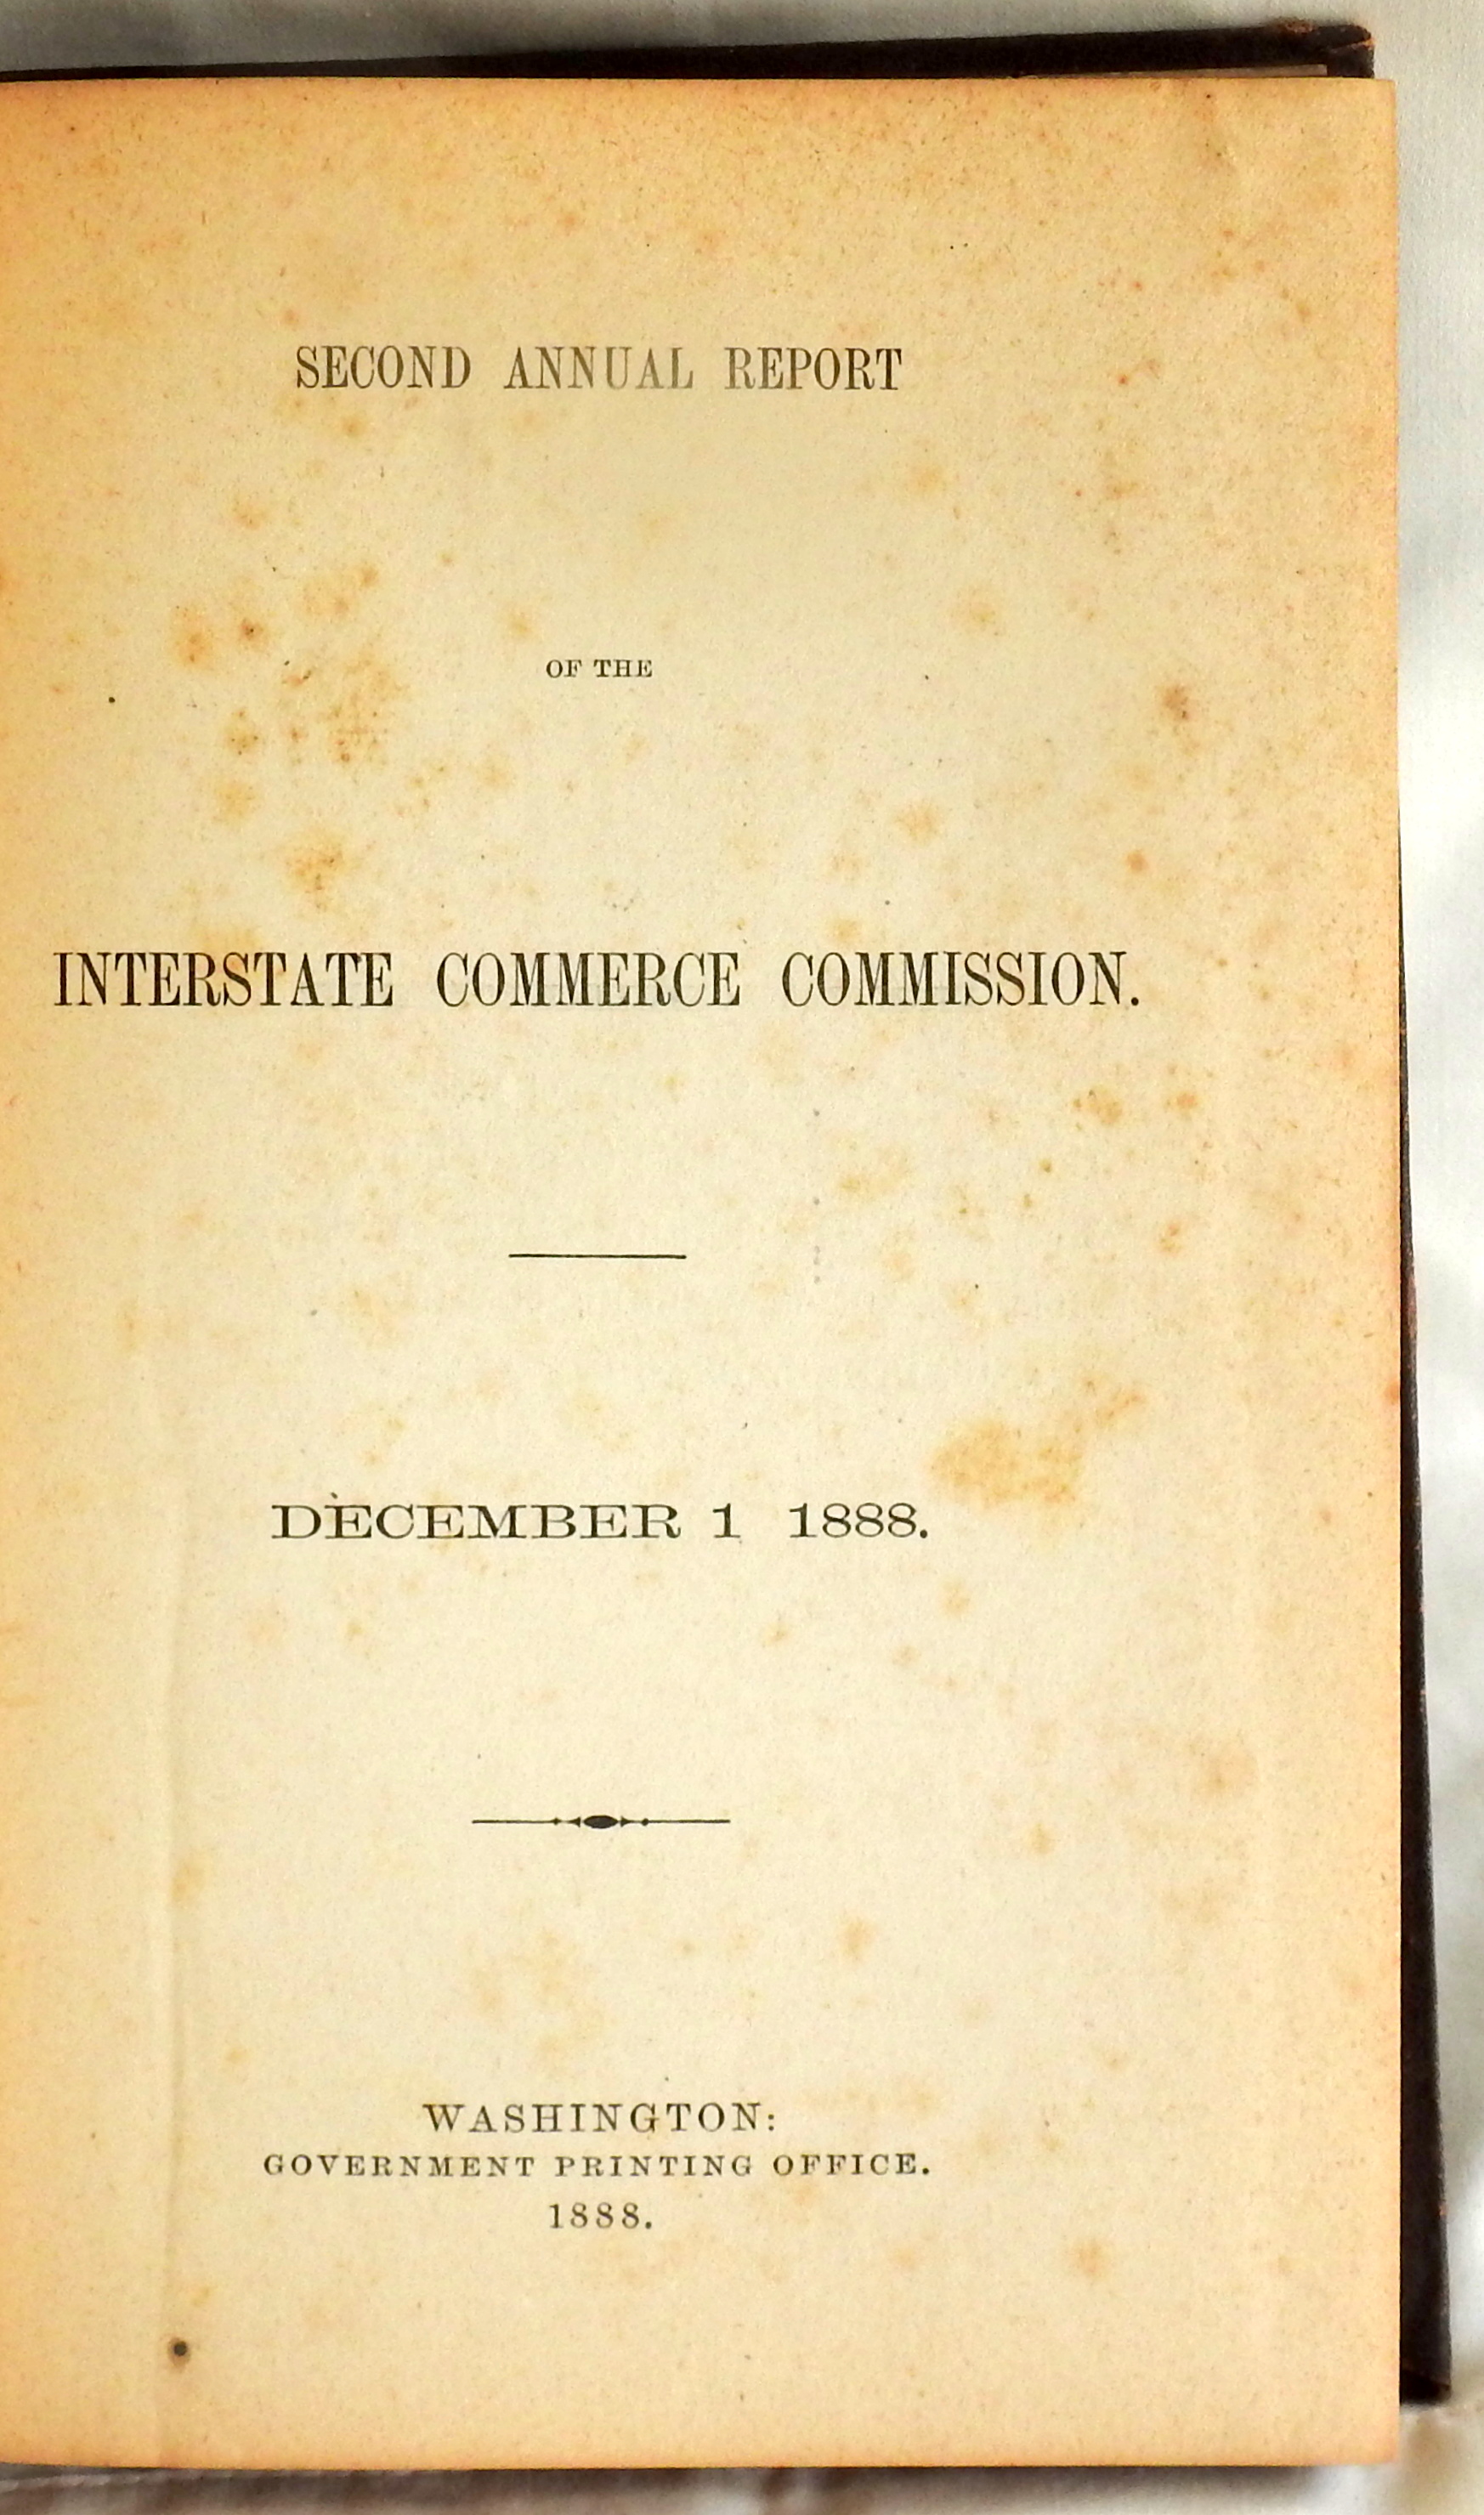 SECOND ANNUAL REPORT
OF THE
INTERSTATE COMMERCE COMMISSION.
DECEMBER 1 1888.
WASHINGTON:
GOVERNMENT PRINTING OFFICE.
1888.